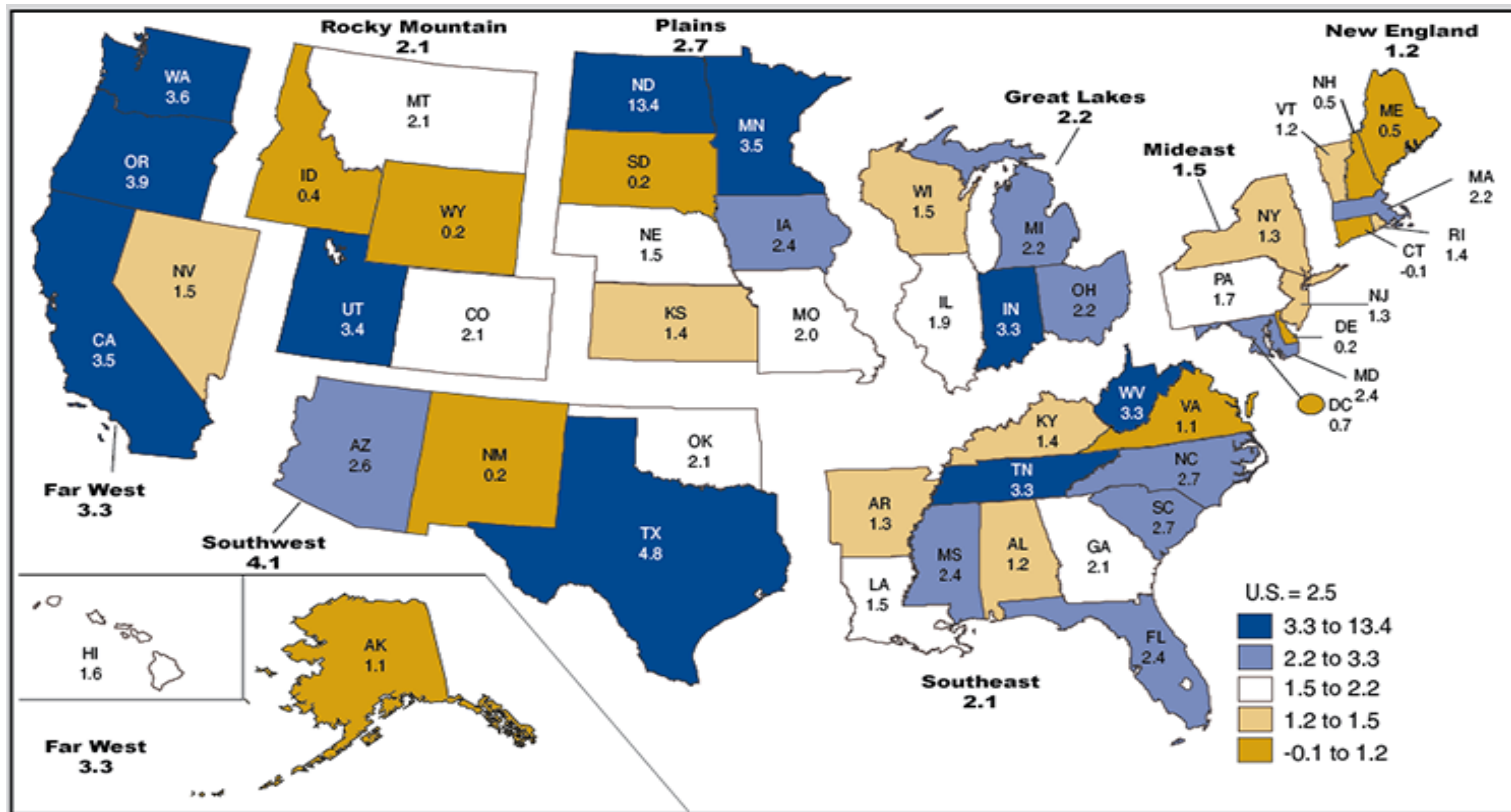 Rocky Mountain
2.1
Plains
2.7
New England
1.2
Great Lakes
2.2
Mideast
1.5
WA
3.6
OR
3.9
CA
3.5
NV
1.5
Far West
3.3
MT
2.1
ID
0.4
WY
0.2
UT
3.4
CO
2.1
ND
13.4
MN
3.5
SD
0.2
NE
1.5
IA
2.4
KS
1.4
MO
2.0
WI
1.5
MI
2.2
IL
1.9
IN
3.3
OH
2.2
NH
0.5
VT
1.2
ME
0.5
MA
2.2
RI
1.4
CT
-0.1
NY
1.3
PA
1.7
NJ
1.3
DE
0.2
MD
2.4
DC
0.7
AZ
2.6
NM
0.2
OK
2.1
TX
4.8
Southwest
4.1
WV
3.3
VA
1.1
KY
1.4
TN
3.3
NC
2.7
SC
2.7
AR
1.3
LA
1.5
MS
2.4
AL
1.2
GA
2.1
FL
2.4
Southeast
2.1
HI
1.6
AK
1.1
Far West
3.3
U.S. = 2.5
3.3 to 13.4
2.2 to 3.3
1.5 to 2.2
1.2 to 1.5
-0.1 to 1.2